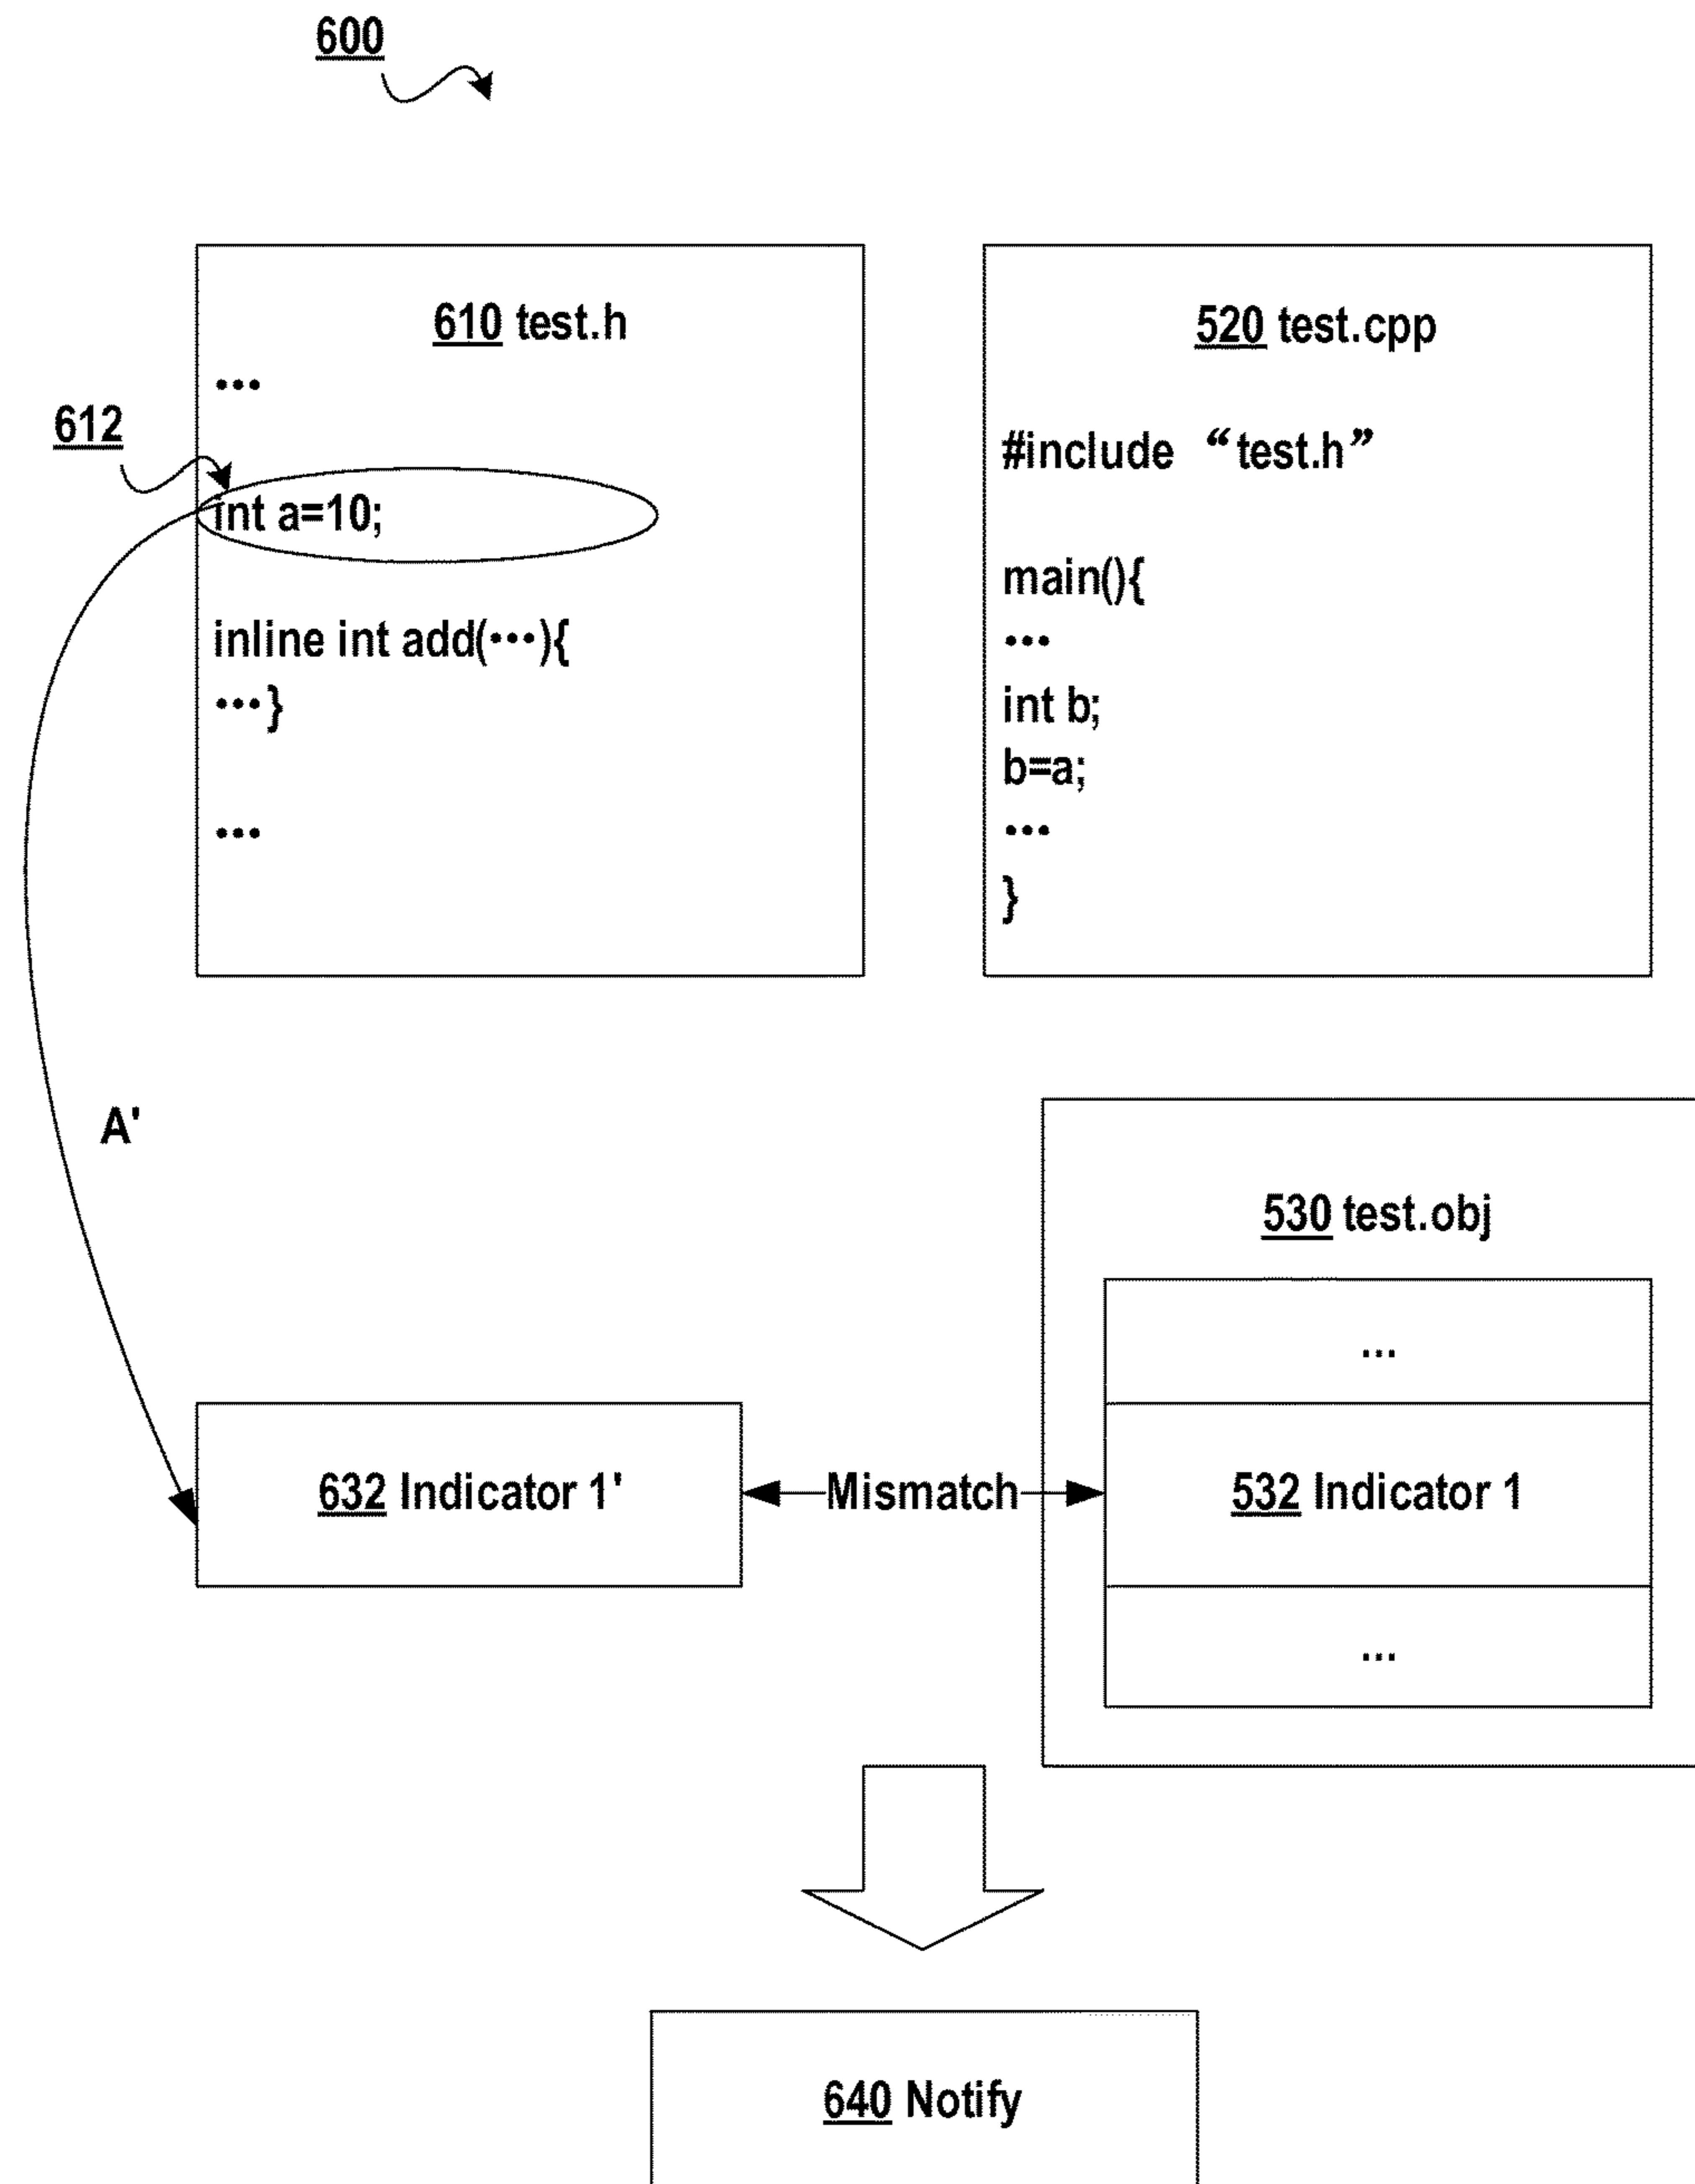 600
610 test.h
...
612
int a=10;
inline int add(...){
...}
...
520 test.cpp
#include “test.h”
main(){
...
int b;
b=a;
...
}
A'
530 test.obj
...
632 Indicator 1'
Mismatch
532 Indicator 1
...
640 Notify